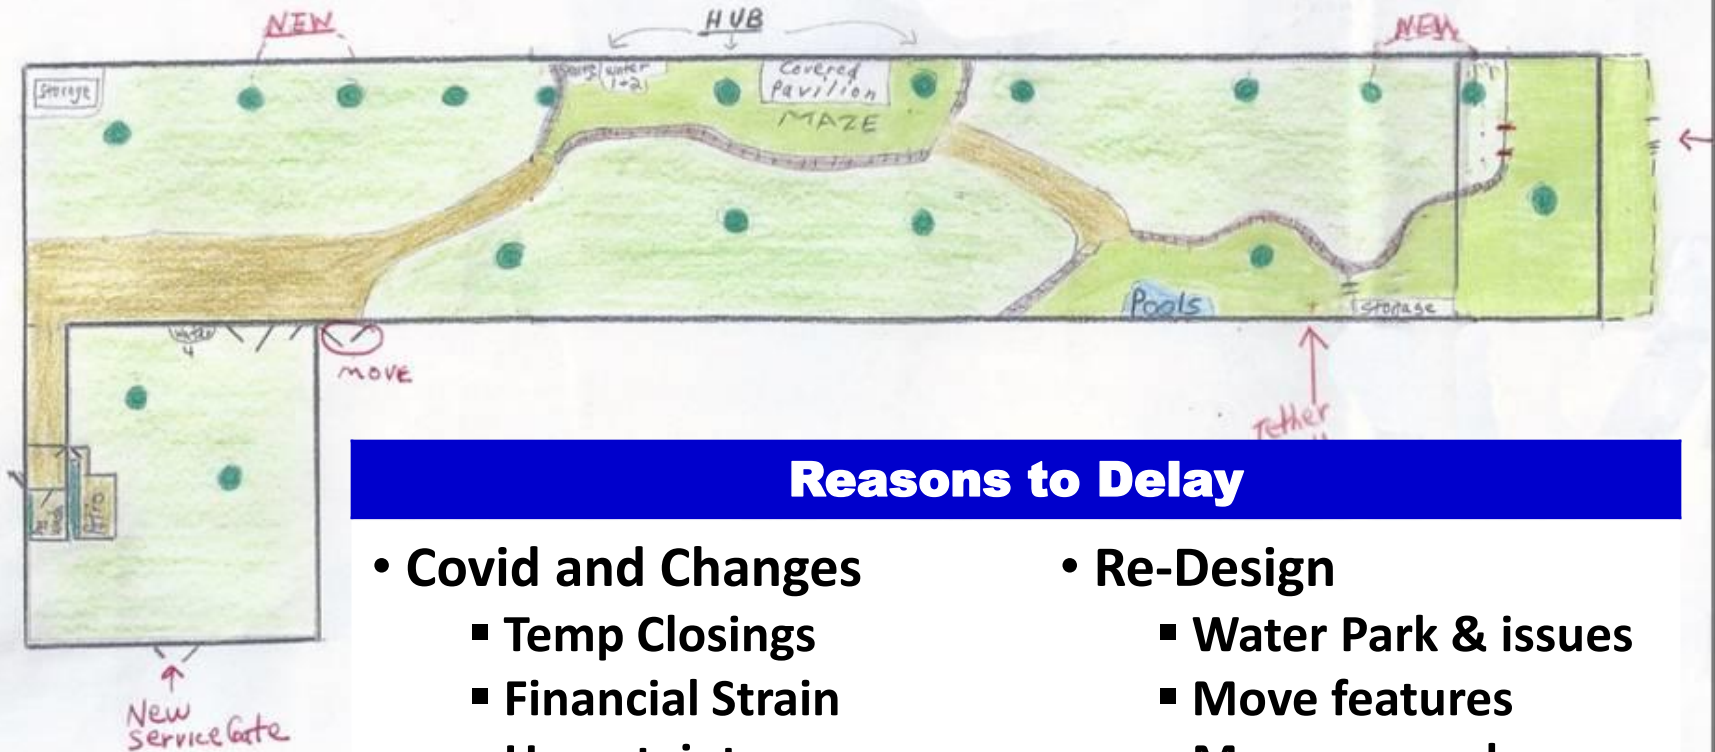 NEW
HUB
NEW
Storage
water
1+2
Covered
Pavilion
MAZE
Pools
Storage
water
4
MOVE
Tether
New
Service Gate
Reasons to Delay
• Covid and Changes
▪ Temp Closings
▪ Financial Strain
• Re-Design
▪ Water Park & issues
▪ Move features